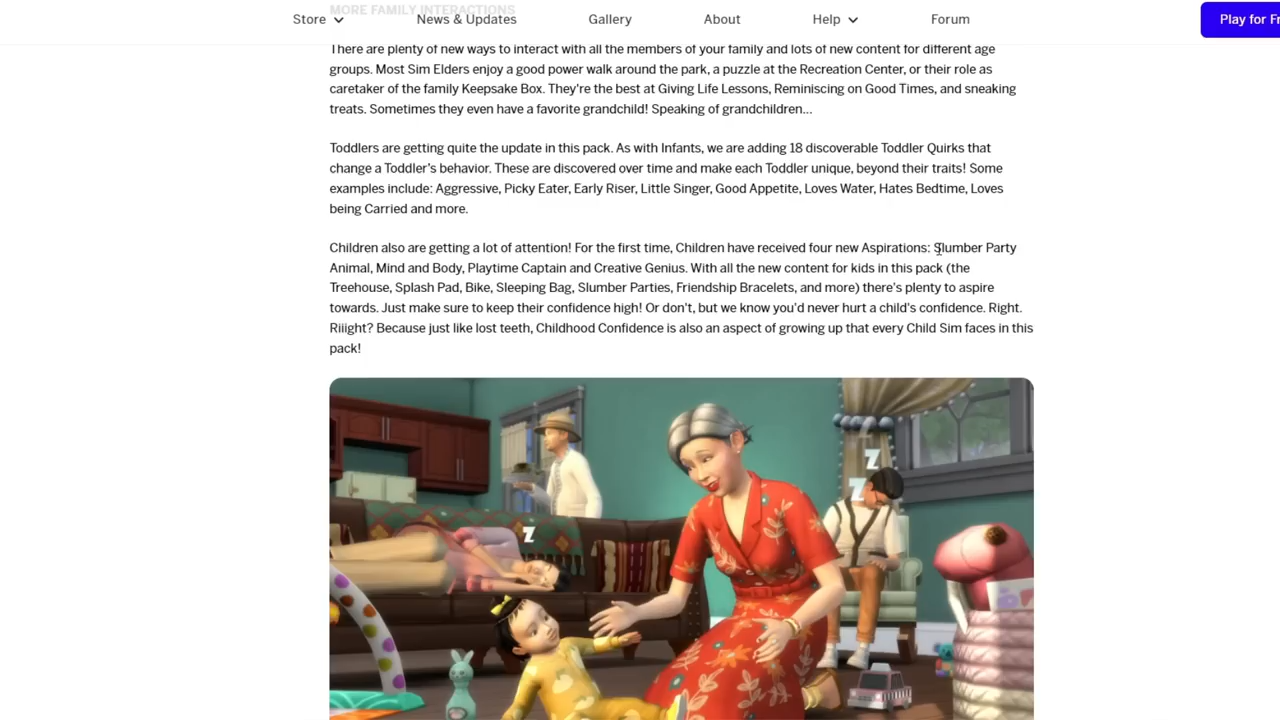 MORE FAMILY INTERACTIONS
Store News & Updates Gallery About Help Forum Play for Fr
There are plenty of new ways to interact with all the members of your family and lots of new content for different age
groups. Most Sim Elders enjoy a good power walk around the park, a puzzle at the Recreation Center, or their role as
caretaker of the family Keepsake Box. They're the best at Giving Life Lessons, Reminiscing on Good Times, and sneaking
treats. Sometimes they even have a favorite grandchild! Speaking of grandchildren...
Toddlers are getting quite the update in this pack. As with Infants, we are adding 18 discoverable Toddler Quirks that
change a Toddler's behavior. These are discovered over time and make each Toddler unique, beyond their traits! Some
examples include: Aggressive, Picky Eater, Early Riser, Little Singer, Good Appetite, Loves Water, Hates Bedtime, Loves
being Carried and more.
Children also are getting a lot of attention! For the first time, Children have received four new Aspirations: Slumber Party
Animal, Mind and Body, Playtime Captain and Creative Genius. With all the new content for kids in this pack (the
Treehouse, Splash Pad, Bike, Sleeping Bag, Slumber Parties, Friendship Bracelets, and more) there's plenty to aspire
towards. Just make sure to keep their confidence high! Or don't, but we know you'd never hurt a child's confidence. Right.
Riiight? Because just like lost teeth, Childhood Confidence is also an aspect of growing up that every Child Sim faces in this
pack!
Z
Z
Z